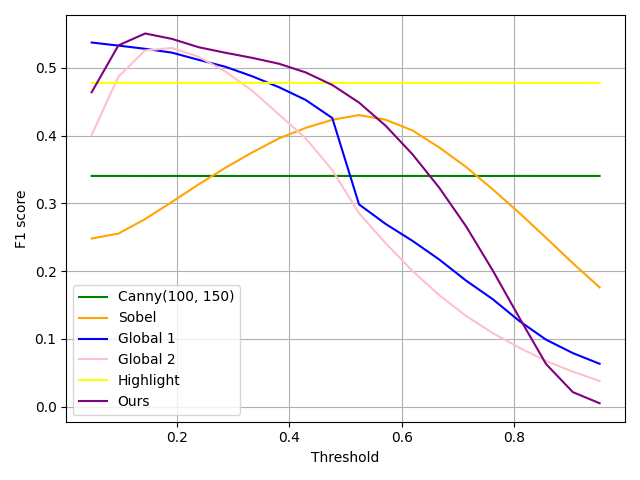 F1 score
0.5
0.4
0.3
0.2
0.1
0.0
Canny(100, 150)
Sobel
Global 1
Global 2
Highlight
Ours
0.2 0.4 0.6 0.8
Threshold